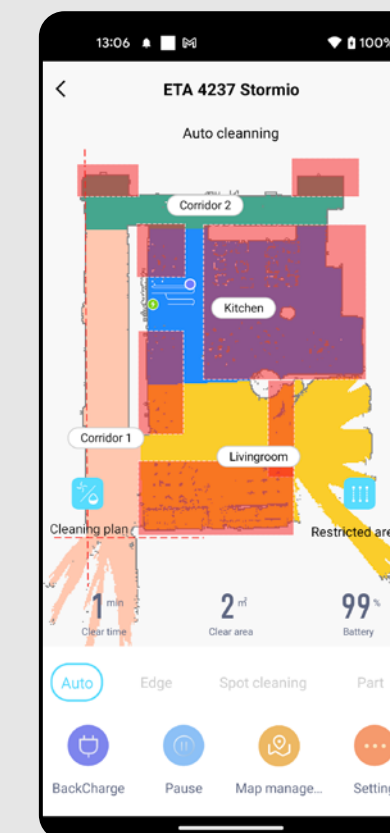 13:06 100%
ETA 4237 Stormio
Auto cleanning
Corridor 2
Kitchen
Corridor 1
Livingroom
Cleaning plan Restricted are
1 min 2 ㎡ 99 %
Clear time Clear area Battery
Auto Edge Spot cleaning Part
BackCharge Pause Map manage... Setting